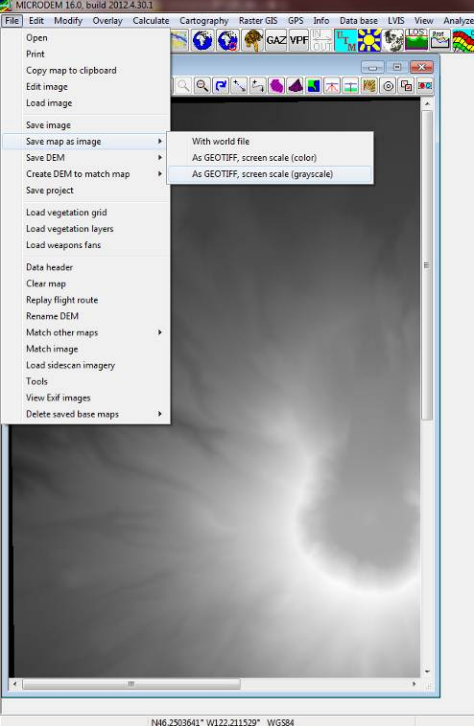 MICRODEM 16.0, build 2012.4.30.1
File Edit Modify Overlay Calculate Cartography Raster GIS GPS Info Data base LVIS View Analyze
GAZ VPF IN OUT UTM LOS
Open
Print
Copy map to clipboard
Edit image
Load image
Save image
Save map as image
With world file
Save DEM
As GEOTIFF, screen scale (color)
Create DEM to match map
As GEOTIFF, screen scale (grayscale)
Save project
Load vegetation grid
Load vegetation layers
Load weapons fans
Data header
Clear map
Replay flight route
Rename DEM
Match other maps
Match image
Load sidescan imagery
Tools
View Exif images
Delete saved base maps
N46.2503641° W122.211529° WGS84